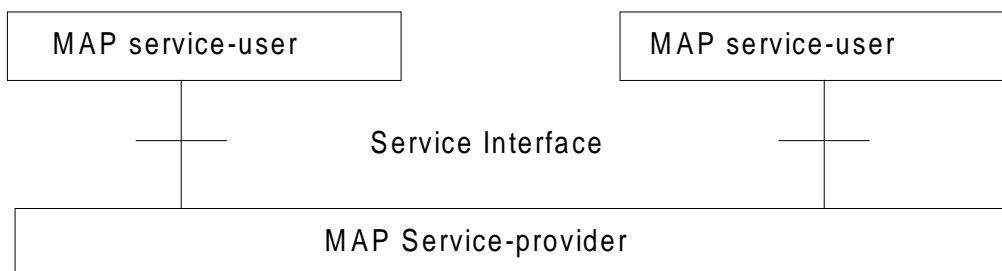 MAP service-user
MAP service-user
Service Interface
MAP Service-provider